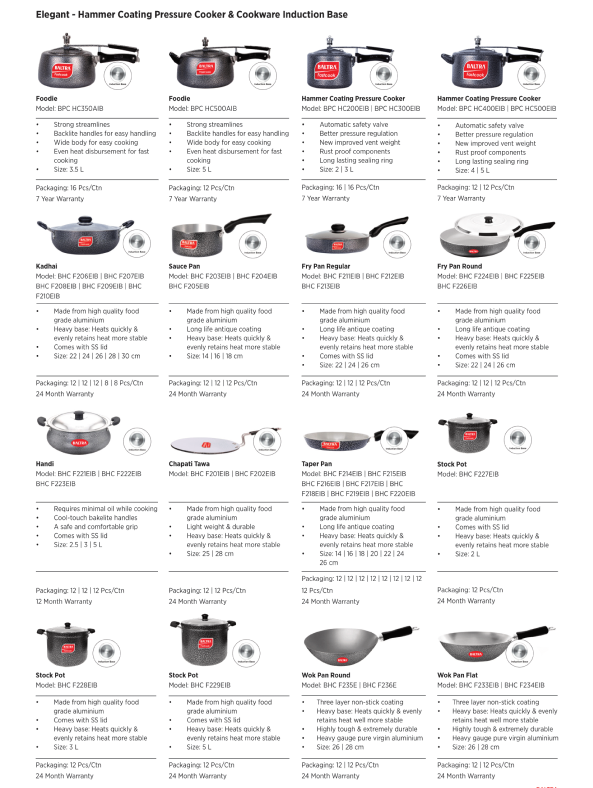 Elegant - Hammer Coating Pressure Cooker & Cookware Induction Base
Foodie
Model: BPC HC350AIB
• Strong streamlines
• Backlite handles for easy handling
• Wide body for easy cooking
• Even heat disbursement for fast
cooking
• Size: 3.5 L
Packaging: 16 Pcs/Ctn
7 Year Warranty
Foodie
Model: BPC HC500AIB
• Strong streamlines
• Backlite handles for easy handling
• Wide body for easy cooking
• Even heat disbursement for fast
cooking
• Size: 5 L
Packaging: 12 Pcs/Ctn
7 Year Warranty
Hammer Coating Pressure Cooker
Model: BPC HC200EIB | BPC HC300EIB
• Automatic safety valve
• Better pressure regulation
• New improved vent weight
• Rust proof components
• Long lasting sealing ring
• Size: 2 | 3 L
Packaging: 16 | 16 Pcs/Ctn
7 Year Warranty
Hammer Coating Pressure Cooker
Model: BPC HC400EIB | BPC HC500EIB
• Automatic safety valve
• Better pressure regulation
• New improved vent weight
• Rust proof components
• Long lasting sealing ring
• Size: 4 | 5 L
Packaging: 12 | 12 Pcs/Ctn
7 Year Warranty
Kadhai
Model: BHC F206EIB | BHC F207EIB
BHC F208EIB | BHC F209EIB | BHC
F210EIB
• Made from high quality food
grade aluminium
• Heavy base: Heats quickly &
evenly retains heat more stable
• Comes with SS lid
• Size: 22 | 24 | 26 | 28 | 30 cm
Packaging: 12 | 12 | 12 | 8 | 8 Pcs/Ctn
24 Month Warranty
Sauce Pan
Model: BHC F203EIB | BHC F204EIB
BHC F205EIB
• Made from high quality food
grade aluminium
• Long life antique coating
• Heavy base: Heats quickly &
evenly retains heat more stable
• Size: 14 | 16 | 18 cm
Packaging: 12 | 12 | 12 Pcs/Ctn
24 Month Warranty
Fry Pan Regular
Model: BHC F211EIB | BHC F212EIB
BHC F213EIB
• Made from high quality food
grade aluminium
• Long life antique coating
• Heavy base: Heats quickly &
evenly retains heat more stable
• Comes with SS lid
• Size: 22 | 24 | 26 cm
Packaging: 12 | 12 | 12 Pcs/Ctn
24 Month Warranty
Fry Pan Round
Model: BHC F224EIB | BHC F225EIB
BHC F226EIB
• Made from high quality food
grade aluminium
• Long life antique coating
• Heavy base: Heats quickly &
evenly retains heat more stable
• Comes with SS lid
• Size: 22 | 24 | 26 cm
Packaging: 12 | 12 | 12 Pcs/Ctn
24 Month Warranty
Handi
Model: BHC F221EIB | BHC F222EIB
BHC F223EIB
• Requires minimal oil while cooking
• Cool-touch bakelite handles
• A safe and comfortable grip
• Comes with SS lid
• Size: 2.5 | 3 | 5 L
Packaging: 12 | 12 | 12 Pcs/Ctn
12 Month Warranty
Chapati Tawa
Model: BHC F201EIB | BHC F202EIB
• Made from high quality food
grade aluminium
• Light weight & durable
• Heavy base: Heats quickly &
evenly retains heat more stable
• Size: 25 | 28 cm
Packaging: 12 | 12 Pcs/Ctn
24 Month Warranty
Taper Pan
Model: BHC F214EIB | BHC F215EIB
BHC F216EIB | BHC F217EIB | BHC
F218EIB | BHC F219EIB | BHC F220EIB
• Made from high quality food
grade aluminium
• Long life antique coating
• Heavy base: Heats quickly &
evenly retains heat more stable
• Size: 14 | 16 | 18 | 20 | 22 | 24
26 cm
Packaging: 12 | 12 | 12 | 12 | 12 | 12 | 12 | 12
12 Pcs/Ctn
24 Month Warranty
Stock Pot
Model: BHC F227EIB
• Made from high quality food
grade aluminium
• Comes with SS lid
• Heavy base: Heats quickly &
evenly retains heat more stable
• Size: 2 L
Packaging: 12 Pcs/Ctn
24 Month Warranty
Stock Pot
Model: BHC F228EIB
• Made from high quality food
grade aluminium
• Comes with SS lid
• Heavy base: Heats quickly &
evenly retains heat more stable
• Size: 3 L
Packaging: 12 Pcs/Ctn
24 Month Warranty
Stock Pot
Model: BHC F229EIB
• Made from high quality food
grade aluminium
• Comes with SS lid
• Heavy base: Heats quickly &
evenly retains heat more stable
• Size: 5 L
Packaging: 12 Pcs/Ctn
24 Month Warranty
Wok Pan Round
Model: BHC F235E | BHC F236E
• Three layer non-stick coating
• Heavy base: Heats quickly & evenly
retains heat well more stable
• Highly tough & extremely durable
• Heavy gauge pure virgin aluminium
• Size: 26 | 28 cm
Packaging: 12 | 12 Pcs/Ctn
24 Month Warranty
Wok Pan Flat
Model: BHC F233EIB | BHC F234EIB
• Three layer non-stick coating
• Heavy base: Heats quickly & evenly
retains heat well more stable
• Highly tough & extremely durable
• Heavy gauge pure virgin aluminium
• Size: 26 | 28 cm
Packaging: 12 | 12 Pcs/Ctn
24 Month Warranty